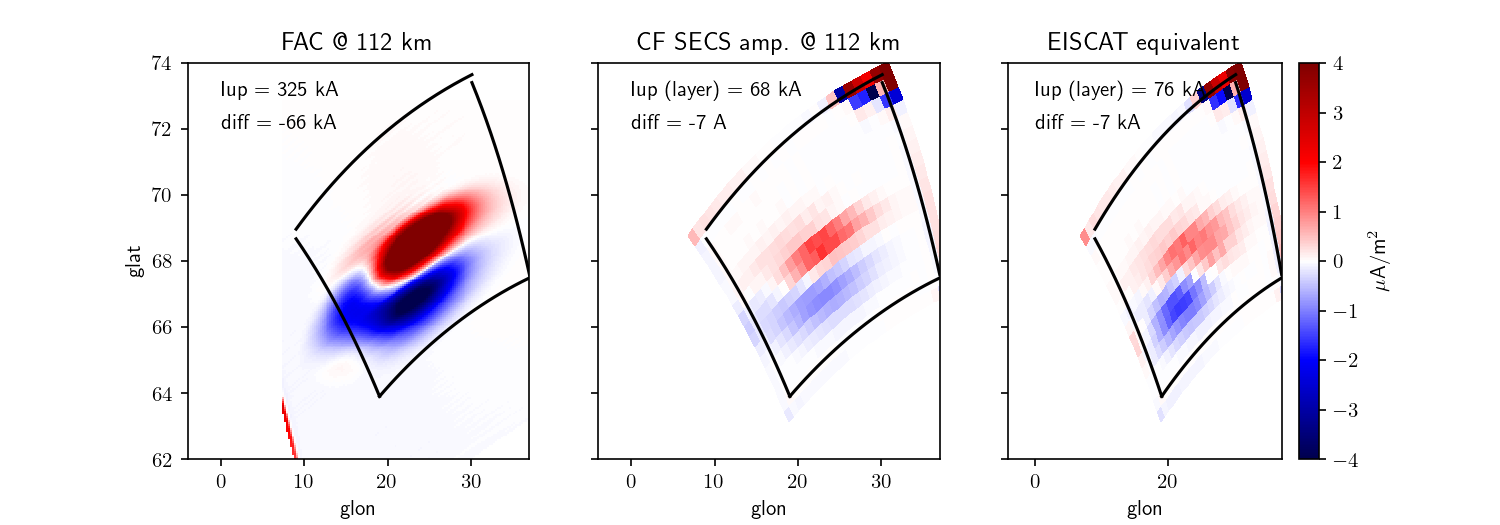 FAC @ 112 km
CF SECS amp. @ 112 km
EISCAT equivalent
Iup = 325 kA
diff = -66 kA
Iup (layer) = 68 kA
diff = -7 A
Iup (layer) = 76 kA
diff = -7 kA
74
72
70
68
66
64
62
glat
0
10
20
30
glon
0
10
20
30
glon
0
20
glon
4
3
2
1
0
−1
−2
−3
−4
μA/m²